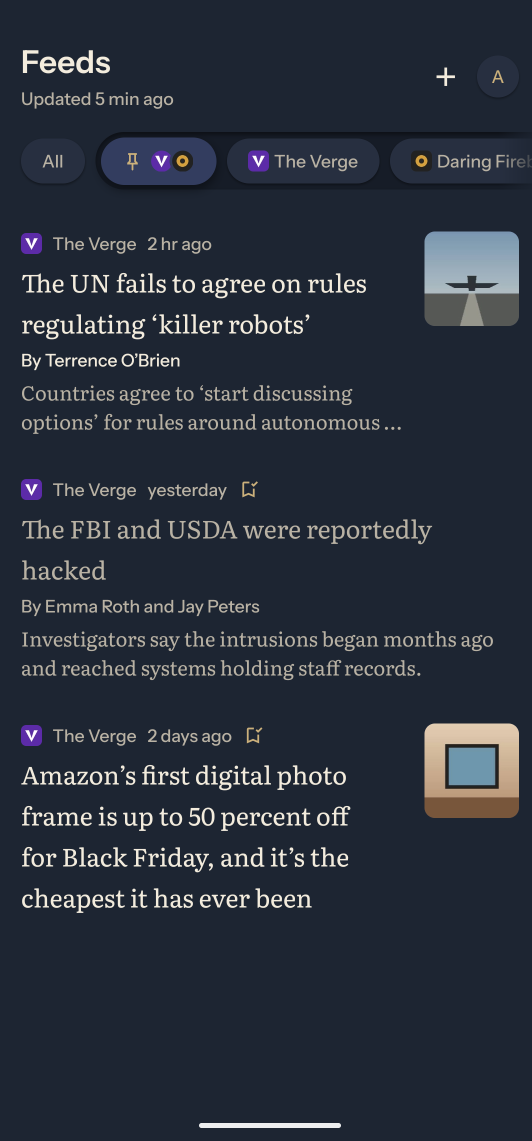 Feeds
Updated 5 min ago
A
All
The Verge
Daring Fireb
The Verge 2 hr ago
The UN fails to agree on rules
regulating ‘killer robots’
By Terrence O’Brien
Countries agree to ‘start discussing
options’ for rules around autonomous ...
The Verge yesterday
The FBI and USDA were reportedly
hacked
By Emma Roth and Jay Peters
Investigators say the intrusions began months ago
and reached systems holding staff records.
The Verge 2 days ago
Amazon’s first digital photo
frame is up to 50 percent off
for Black Friday, and it’s the
cheapest it has ever been